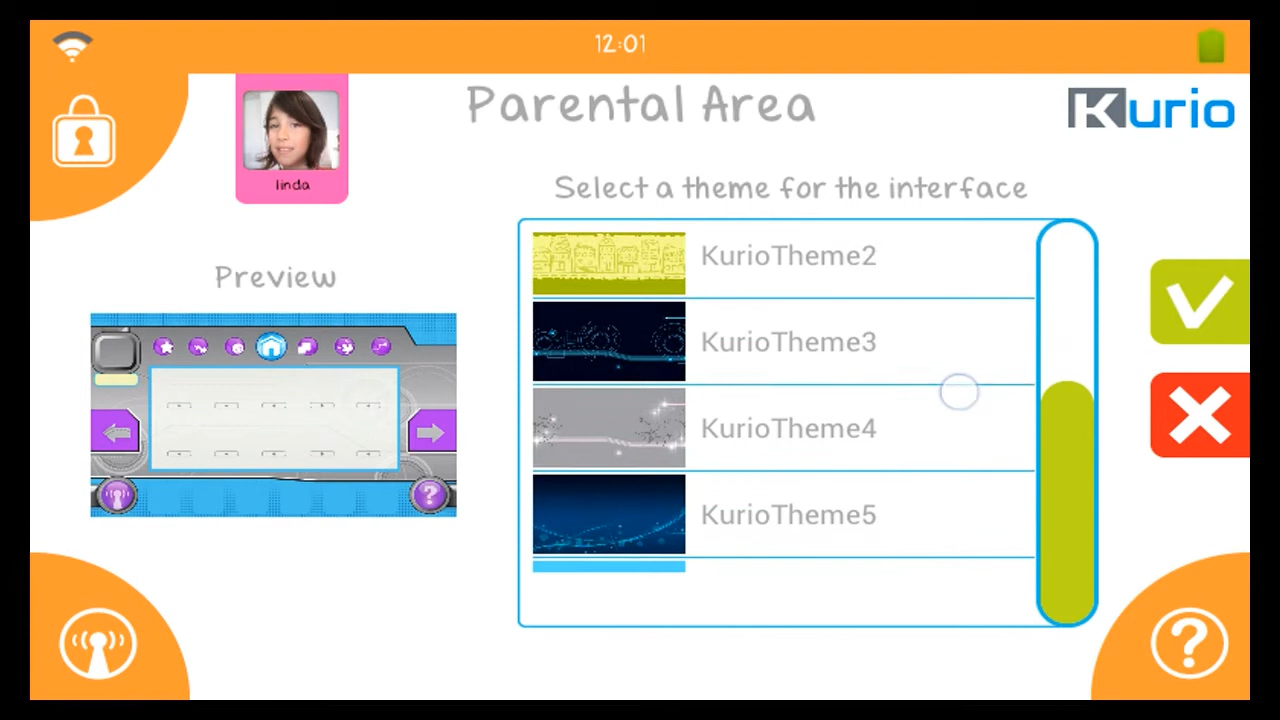 12:01
Parental Area
Kurio
linda
Select a theme for the interface
Preview
KurioTheme2
KurioTheme3
KurioTheme4
KurioTheme5
?
?